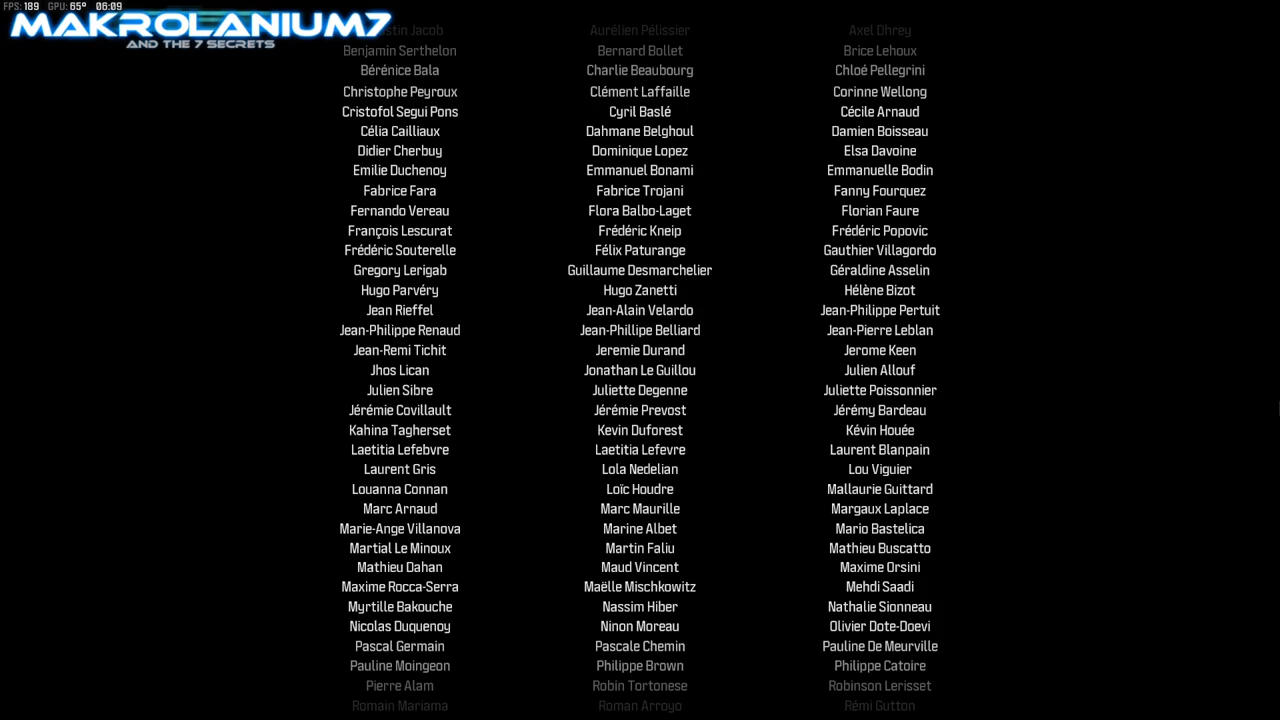 FPS: 189 GPU: 65° 06:09
MAKROLANIUM7
AND THE 7 SECRETS
Jacob Aurélien Pélissier Axel Dhrey
Benjamin Serthelon Bernard Bollet Brice Lehoux
Bérénice Bala Charlie Beaubourg Chloé Pellegrini
Christophe Peyroux Clément Laffaille Corinne Wellong
Cristofol Segui Pons Cyril Baslé Cécile Arnaud
Célia Cailliaux Dahmane Belghoul Damien Boisseau
Didier Cherbuy Dominique Lopez Elsa Davoine
Emilie Duchenoy Emmanuel Bonami Emmanuelle Bodin
Fabrice Fara Fabrice Trojani Fanny Fourquez
Fernando Vereau Flora Balbo-Laget Florian Faure
François Lescurat Frédéric Kneip Frédéric Popovic
Frédéric Souterelle Félix Paturange Gauthier Villagordo
Gregory Lerigab Guillaume Desmarchelier Géraldine Asselin
Hugo Parvéry Hugo Zanetti Hélène Bizot
Jean Rieffel Jean-Alain Velardo Jean-Philippe Pertuit
Jean-Philippe Renaud Jean-Phillipe Belliard Jean-Pierre Leblan
Jean-Remi Tichit Jeremie Durand Jerome Keen
Jhos Lican Jonathan Le Guillou Julien Allouf
Julien Sibre Juliette Degenne Juliette Poissonnier
Jérémie Covillault Jérémie Prevost Jérémy Bardeau
Kahina Tagherset Kevin Duforest Kévin Houée
Laetitia Lefebvre Laetitia Lefevre Laurent Blanpain
Laurent Gris Lola Nedelian Lou Viguier
Louanna Connan Loïc Houdre Mallaurie Guittard
Marc Arnaud Marc Maurille Margaux Laplace
Marie-Ange Villanova Marine Albet Mario Bastelica
Martial Le Minoux Martin Faliu Mathieu Buscatto
Mathieu Dahan Maud Vincent Maxime Orsini
Maxime Rocca-Serra Maëlle Mischkowitz Mehdi Saadi
Myrtille Bakouche Nassim Hiber Nathalie Sionneau
Nicolas Duquenoy Ninon Moreau Olivier Dote-Doevi
Pascal Germain Pascale Chemin Pauline De Meurville
Pauline Moingeon Philippe Brown Philippe Catoire
Pierre Alam Robin Tortonese Robinson Lerisset
Romain Mariama Roman Arroyo Rémi Gutton